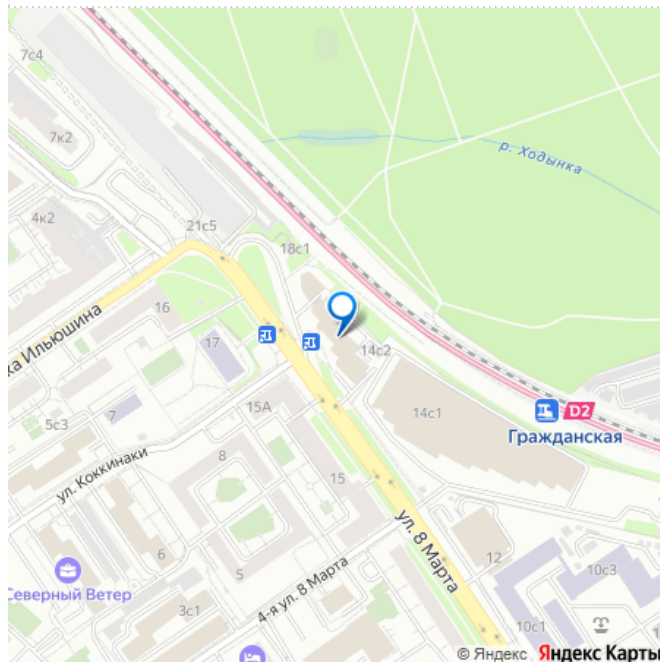 7с4
7к2
р. Ходынка
4к2
21с5
18с1
16
ка Ильюшина
17
14с2
15А
14с1
D2
Гражданская
5с3
7
ул. Коккинаки
8
15
ул. 8 Марта
6
5
12
10с3
Северный Ветер
3с1
4-я ул. 8 Марта
10с1
1
© Яндекс Яндекс Карты